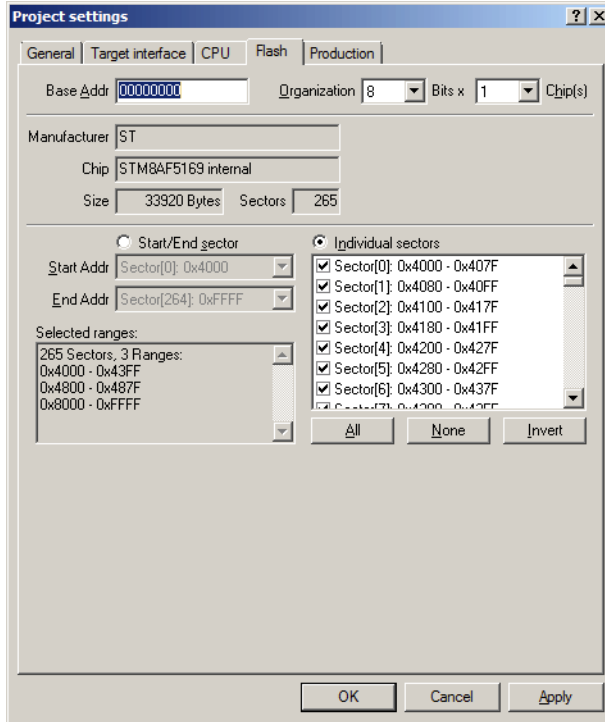 Project settings
General Target interface CPU Flash Production
Base Addr 00000000 Organization 8 Bits x 1 Chip(s)
Manufacturer ST
Chip STM8AF5169 internal
Size 33920 Bytes Sectors 265
Start/End sector
Individual sectors
Start Addr Sector[0]: 0x4000
End Addr Sector[264]: 0xFFFF
Selected ranges:
265 Sectors, 3 Ranges:
0x4000 - 0x43FF
0x4800 - 0x487F
0x8000 - 0xFFFF
Sector[0]: 0x4000 - 0x407F
Sector[1]: 0x4080 - 0x40FF
Sector[2]: 0x4100 - 0x417F
Sector[3]: 0x4180 - 0x41FF
Sector[4]: 0x4200 - 0x427F
Sector[5]: 0x4280 - 0x42FF
Sector[6]: 0x4300 - 0x437F
All None Invert
OK Cancel Apply